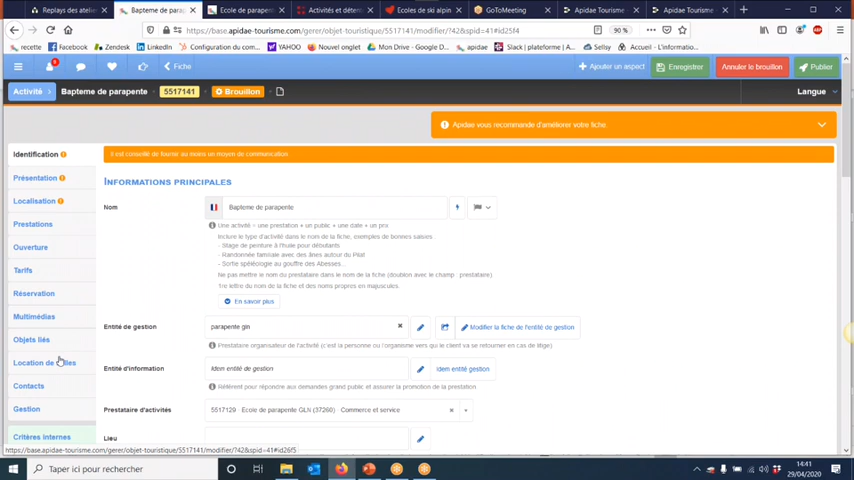 Replays des atelie
Bapteme de parap
Ecole de parapent
Activités et détente
Ecoles de ski alpin
GoToMeeting
Apidae Tourisme
Apidae Tourisme
https://base.apidae-tourisme.com/gerer/objet-touristique/5517141/modifier/?42&spid=41#id25f4
90 %
recette
Facebook
Zendesk
LinkedIn
Configuration du com...
YAHOO
Nouvel onglet
Mon Drive - Google D...
apidae
Slack | plateforme | A...
Sellsy
Accueil - L'informatio...
Fiche
Ajouter un aspect
Enregistrer
Annuler le brouillon
Publier
Activité
Bapteme de parapente
5517141
Brouillon
Langue
Apidae vous recommande d'améliorer votre fiche.
Identification
Il est conseillé de fournir au moins un moyen de communication
Présentation
INFORMATIONS PRINCIPALES
Localisation
Nom
Bapteme de parapente
Prestations
Une activité = une prestation + un public + une date + un prix
Inclure le type d'activité dans le nom de la fiche, exemples de bonnes saisies:
Ouverture
- Stage de peinture à l'huile pour débutants
- Randonnée familiale avec des ânes autour du Pilat
- Sortie spéléologie au gouffre des Abesses...
Tarifs
Ne pas mettre le nom du prestataire dans le nom de la fiche (doublon avec le champ : prestataire)
1re lettre du nom de la fiche et des noms propres en majuscules.
Réservation
En savoir plus
Multimédias
Entité de gestion
parapente gln
Modifier la fiche de l'entité de gestion
Objets liés
Prestataire organisateur de l'activité (c'est la personne ou l'organisme vers qui le client va se retourner en cas de litige)
Location de salles
Entité d'information
Idem entité de gestion
Idem entité gestion
Contacts
Référent pour répondre aux demandes grand public et assurer la promotion de la prestation.
Gestion
Prestataire d'activités
5517129 Ecole de parapente GLN (37260) Commerce et service
Critères internes
Lieu
https://base.apidae-tourisme.com/gerer/objet-touristique/5517141/modifier/?42&spid=41#id26f5
Taper ici pour rechercher
14:41
29/04/2020